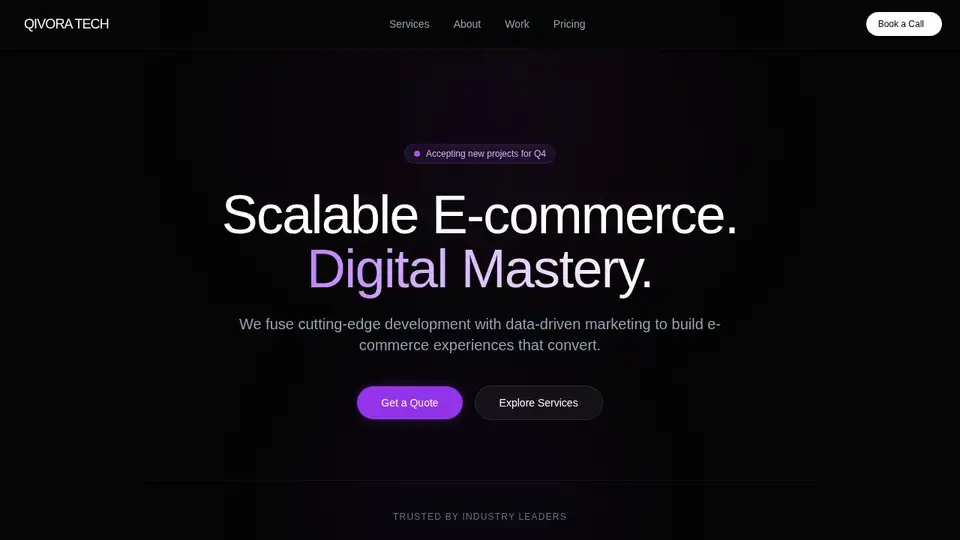 QIVORA TECH
Services
About
Work
Pricing
Book a Call
Accepting new projects for Q4
Scalable E-commerce.
Digital Mastery.
We fuse cutting-edge development with data-driven marketing to build e-
commerce experiences that convert.
Get a Quote
Explore Services
TRUSTED BY INDUSTRY LEADERS